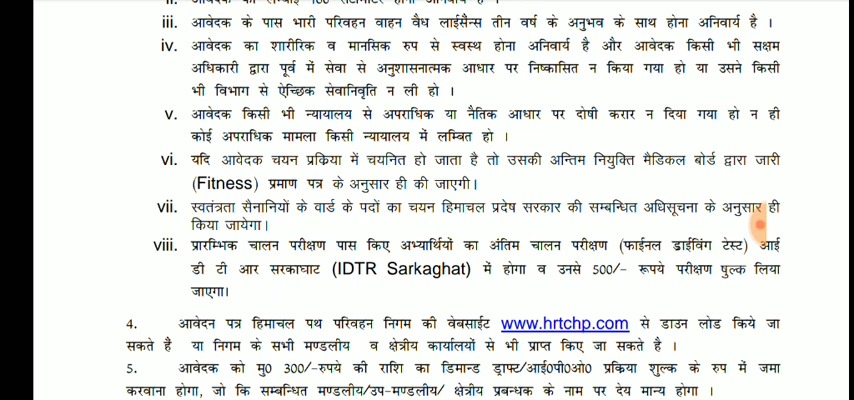 iii. आवेदक के पास भारी परिवहन वाहन वैध लाईसैंन्स तीन वर्ष के अनुभव के साथ होना अनिवार्य है ।
iv. आवेदक का शारीरिक व मानसिक रुप से स्वस्थ होना अनिवार्य है और आवेदक किसी भी सक्षम
अधिकारी द्वारा पूर्व में सेवा से अनुशासनात्मक आधार पर निष्कासित न किया गया हो या उसने किसी
भी विभाग से ऐच्छिक सेवानिवृति न ली हो ।
v. आवेदक किसी भी न्यायालय से अपराधिक या नैतिक आधार पर दोषी करार न दिया गया हो न ही
कोई अपराधिक मामला किसी न्यायालय में लम्बित हो ।
vi. यदि आवेदक चयन प्रक्रिया में चयनित हो जाता है तो उसकी अन्तिम नियुक्ति मैडिकल बोर्ड द्वारा जारी
(Fitness) प्रमाण पत्र के अनुसार ही की जाएगी।
vii. स्वतंत्रता सैनानियों के वार्ड के पदों का चयन हिमाचल प्रदेष सरकार की सम्बन्धित अधिसूचना के अनुसार ही
किया जायेगा।
viii. प्रारम्भिक चालन परीक्षण पास किए अभ्यार्थियों का अंतिम चालन परीक्षण (फाईनल ड्राईविंग टेस्ट) आई
डी टी आर सरकाघाट (IDTR Sarkaghat) में होगा व उनसे 500/- रूपये परीक्षण षुल्क लिया
जाएगा।
4. आवेदन पत्र हिमाचल पथ परिवहन निगम की वेबसाईट www.hrtchp.com से डाउन लोड किये जा
सकते है या निगम के सभी मण्डलीय व क्षेत्रीय कार्यालयों से भी प्राप्त किए जा सकते है ।
5. आवेदक को मु0 300/-रुपये की राशि का डिमान्ड ड्राफ्ट/आई0पी0ओ0 प्रक्रिया शुल्क के रुप में जमा
करवाना होगा, जो कि सम्बन्धित मण्डलीय/उप-मण्डलीय/ क्षेत्रीय प्रबन्धक के नाम पर देय मान्य होगा ।